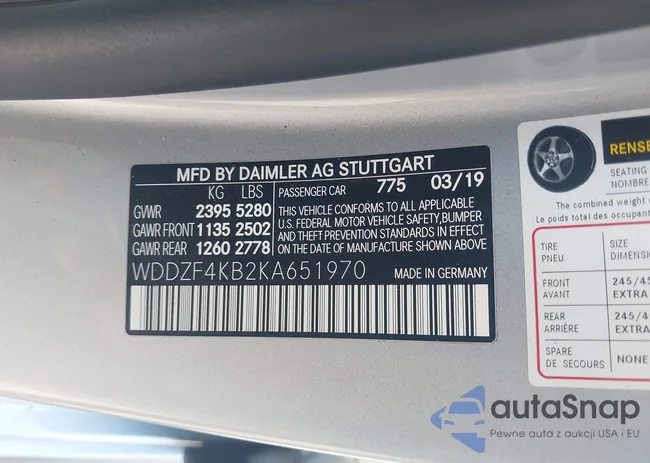 MFD BY DAIMLER AG STUTTGART
KG LBS
GVWR 2395 5280
GAWR FRONT 1135 2502
GAWR REAR 1260 2778
PASSENGER CAR 775 03/19
THIS VEHICLE CONFORMS TO ALL APPLICABLE
U.S. FEDERAL MOTOR VEHICLE SAFETY, BUMPER
AND THEFT PREVENTION STANDARDS IN EFFECT
ON THE DATE OF MANUFACTURE SHOWN ABOVE.
WDDZF4KB2KA651970 MADE IN GERMANY
RENSE
SEATING
NOMBRE
The combined weight
Le poids total des occupant
TIRE SIZE
PNEU DIMENSI
FRONT 245/45
AVANT EXTRA
REAR 245/4
ARRIÈRE EXTRA
SPARE NONE
DE SECOURS
autoSnap
Pewne auta z aukcji USA i EU